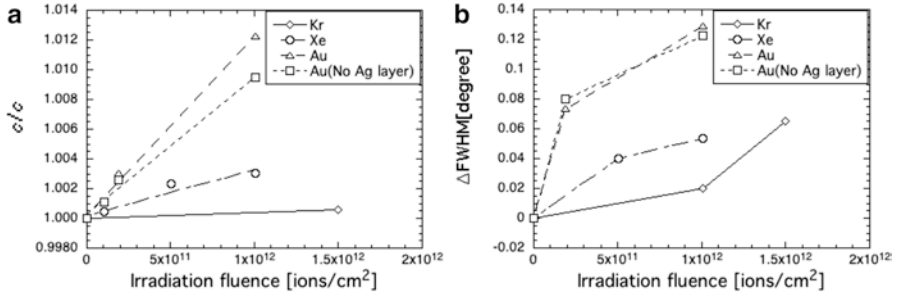 a
1.014
1.012
1.010
1.008
1.006
1.004
1.002
1.000
0.9980
c/c
Kr
Xe
Au
Au(No Ag layer)
0
5x10¹¹
1x10¹²
1.5x10¹²
2x10¹²
Irradiation fluence [ions/cm²]
b
0.14
0.12
0.1
0.08
0.06
0.04
0.02
0
-0.02
△FWHM[degree]
Kr
Xe
Au
Au(No Ag layer)
0
5x10¹¹
1x10¹²
1.5x10¹²
2x10¹²
Irradiation fluence [ions/cm²]